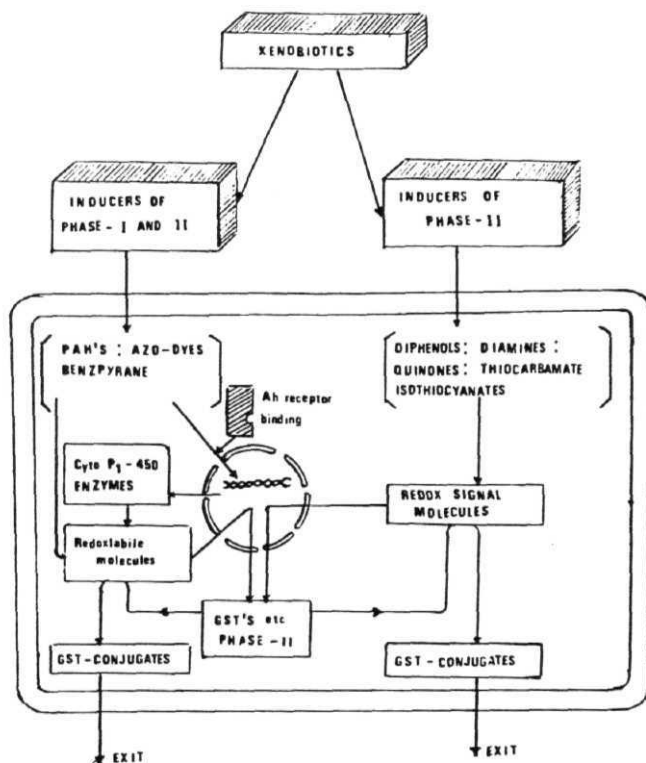 XENOBIOTICS
INDUCERS OF
PHASE-I AND II
INDUCERS OF
PHASE-II
PAH'S : AZO-DYES
BENZPYRANE
DIPHENOLS: DIAMINES:
QUINONES: THIOCARBAMATE
ISOTHIOCYANATES
Ah receptor
binding
Cyto P1-450
ENZYMES
REDOX SIGNAL
MOLECULES
Redoxlabile
molecules
GST'S etc
PHASE-II
GST-CONJUGATES
GST-CONJUGATES
EXIT
EXIT